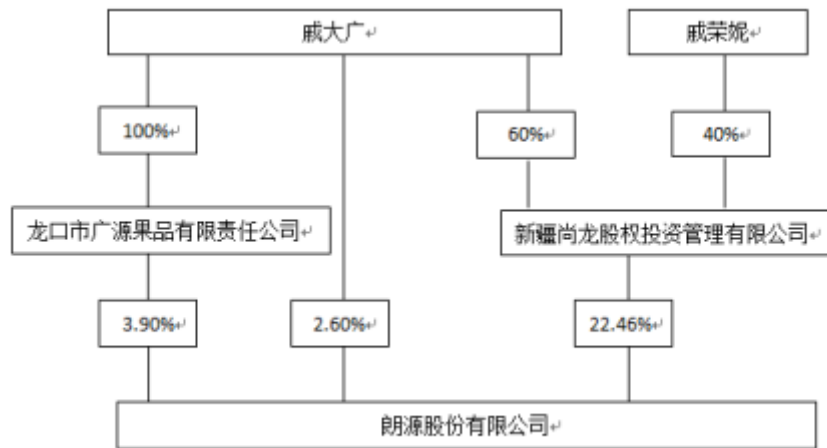 戚大广
戚荣妮
100%
60%
40%
龙口市广源果品有限责任公司
新疆尚龙股权投资管理有限公司
3.90%
2.60%
22.46%
朗源股份有限公司